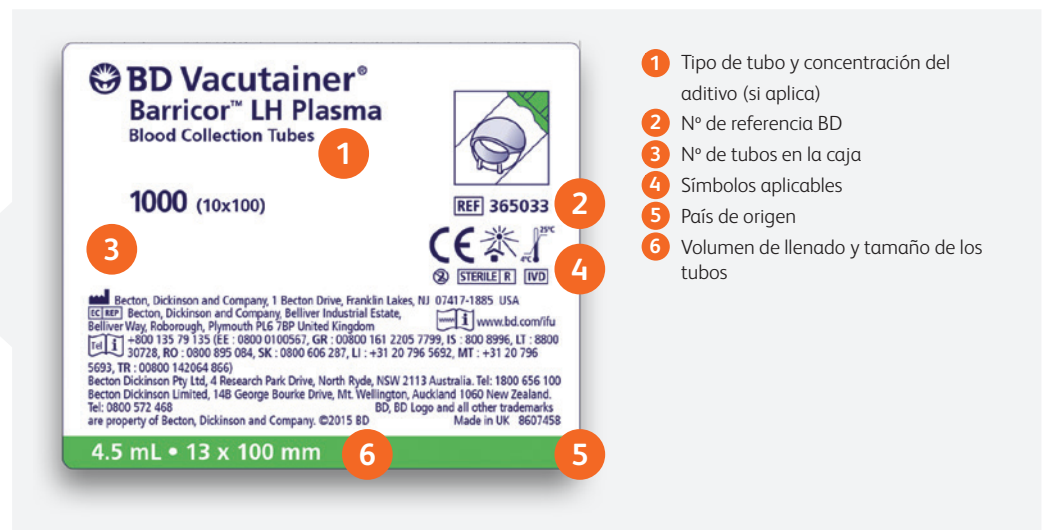 BD Vacutainer®
Barricor™ LH Plasma
Blood Collection Tubes
1
1000 (10x100)
REF 365033
2
3
CE
25°C
4°C
4
2
STERILE R
IVD
Becton, Dickinson and Company, 1 Becton Drive, Franklin Lakes, NJ 07417-1885 USA
EC REP Becton, Dickinson and Company, Belliver Industrial Estate,
Belliver Way, Roborough, Plymouth PL6 7BP United Kingdom
i www.bd.com/ifu
Tel i +800 135 79 135 (EE : 0800 0100567, GR : 00800 161 2205 7799, IS : 800 8996, LT : 8800
30728, RO : 0800 895 084, SK : 0800 606 287, LI : +31 20 796 5692, MT : +31 20 796
5693, TR : 00800 142064 866)
Becton Dickinson Pty Ltd, 4 Research Park Drive, North Ryde, NSW 2113 Australia. Tel: 1800 656 100
Becton Dickinson Limited, 14B George Bourke Drive, Mt. Wellington, Auckland 1060 New Zealand.
Tel: 0800 572 468 BD, BD Logo and all other trademarks
are property of Becton, Dickinson and Company. ©2015 BD Made in UK 8607458
4.5 mL • 13 x 100 mm
6
5
1 Tipo de tubo y concentración del
aditivo (si aplica)
2 Nº de referencia BD
3 Nº de tubos en la caja
4 Símbolos aplicables
5 País de origen
6 Volumen de llenado y tamaño de los
tubos